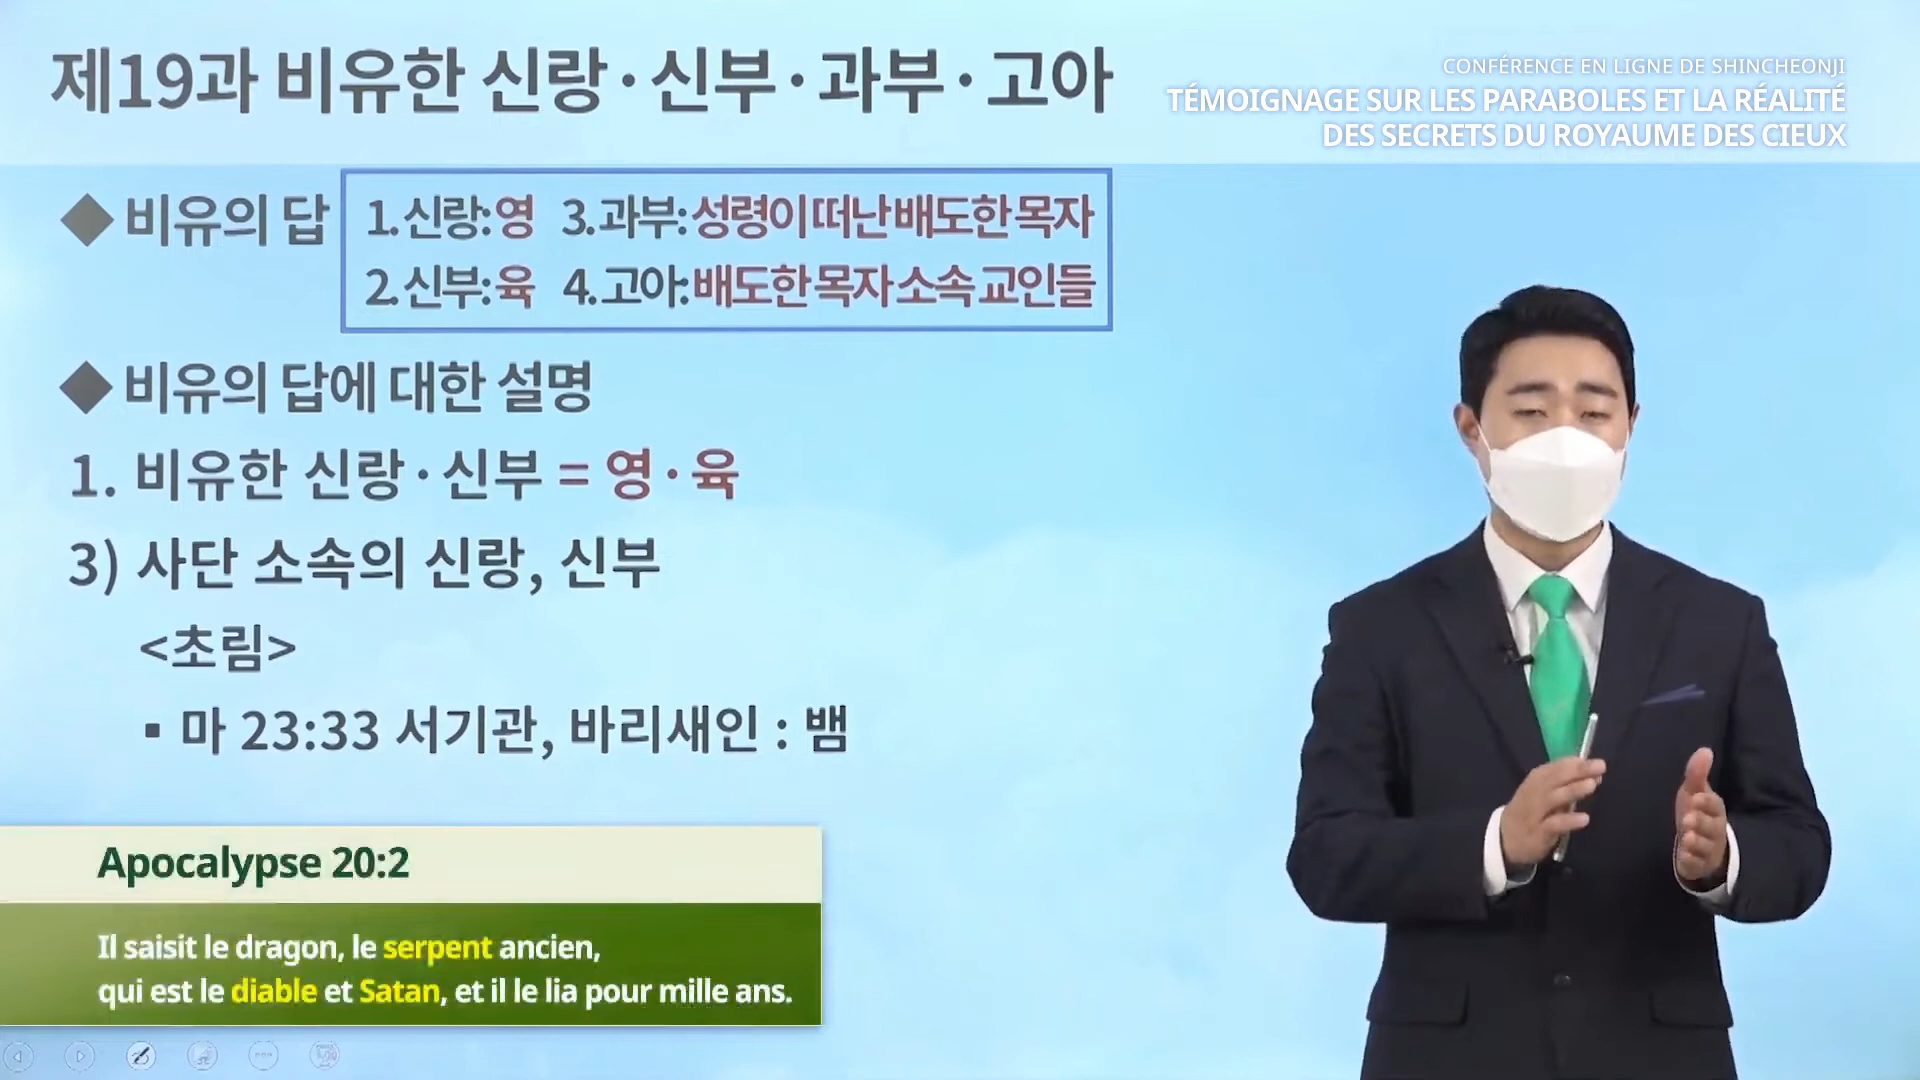 제19과 비유한 신랑·신부·과부·고아
CONFÉRENCE EN LIGNE DE SHINCHEONJI
TÉMOIGNAGE SUR LES PARABOLES ET LA RÉALITÉ
DES SECRETS DU ROYAUME DES CIEUX
◆ 비유의 답
1. 신랑: 영 3. 과부: 성령이 떠난 배도한 목자
2. 신부: 육 4. 고아: 배도한 목자 소속 교인들
◆ 비유의 답에 대한 설명
1. 비유한 신랑·신부 = 영·육
3) 사단 소속의 신랑, 신부
<초림>
▪ 마 23:33 서기관, 바리새인 : 뱀
Apocalypse 20:2
Il saisit le dragon, le serpent ancien,
qui est le diable et Satan, et il le lia pour mille ans.